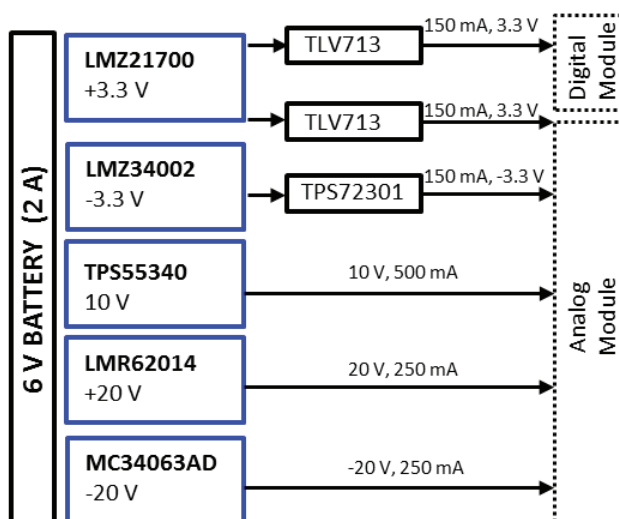 6 V BATTERY (2 A)
LMZ21700
+3.3 V
TLV713
150 mA, 3.3 V
Digital
Module
TLV713
150 mA, 3.3 V
LMZ34002
-3.3 V
TPS72301
150 mA, -3.3 V
TPS55340
10 V
10 V, 500 mA
Analog
Module
LMR62014
+20 V
20 V, 250 mA
MC34063AD
-20 V
-20 V, 250 mA